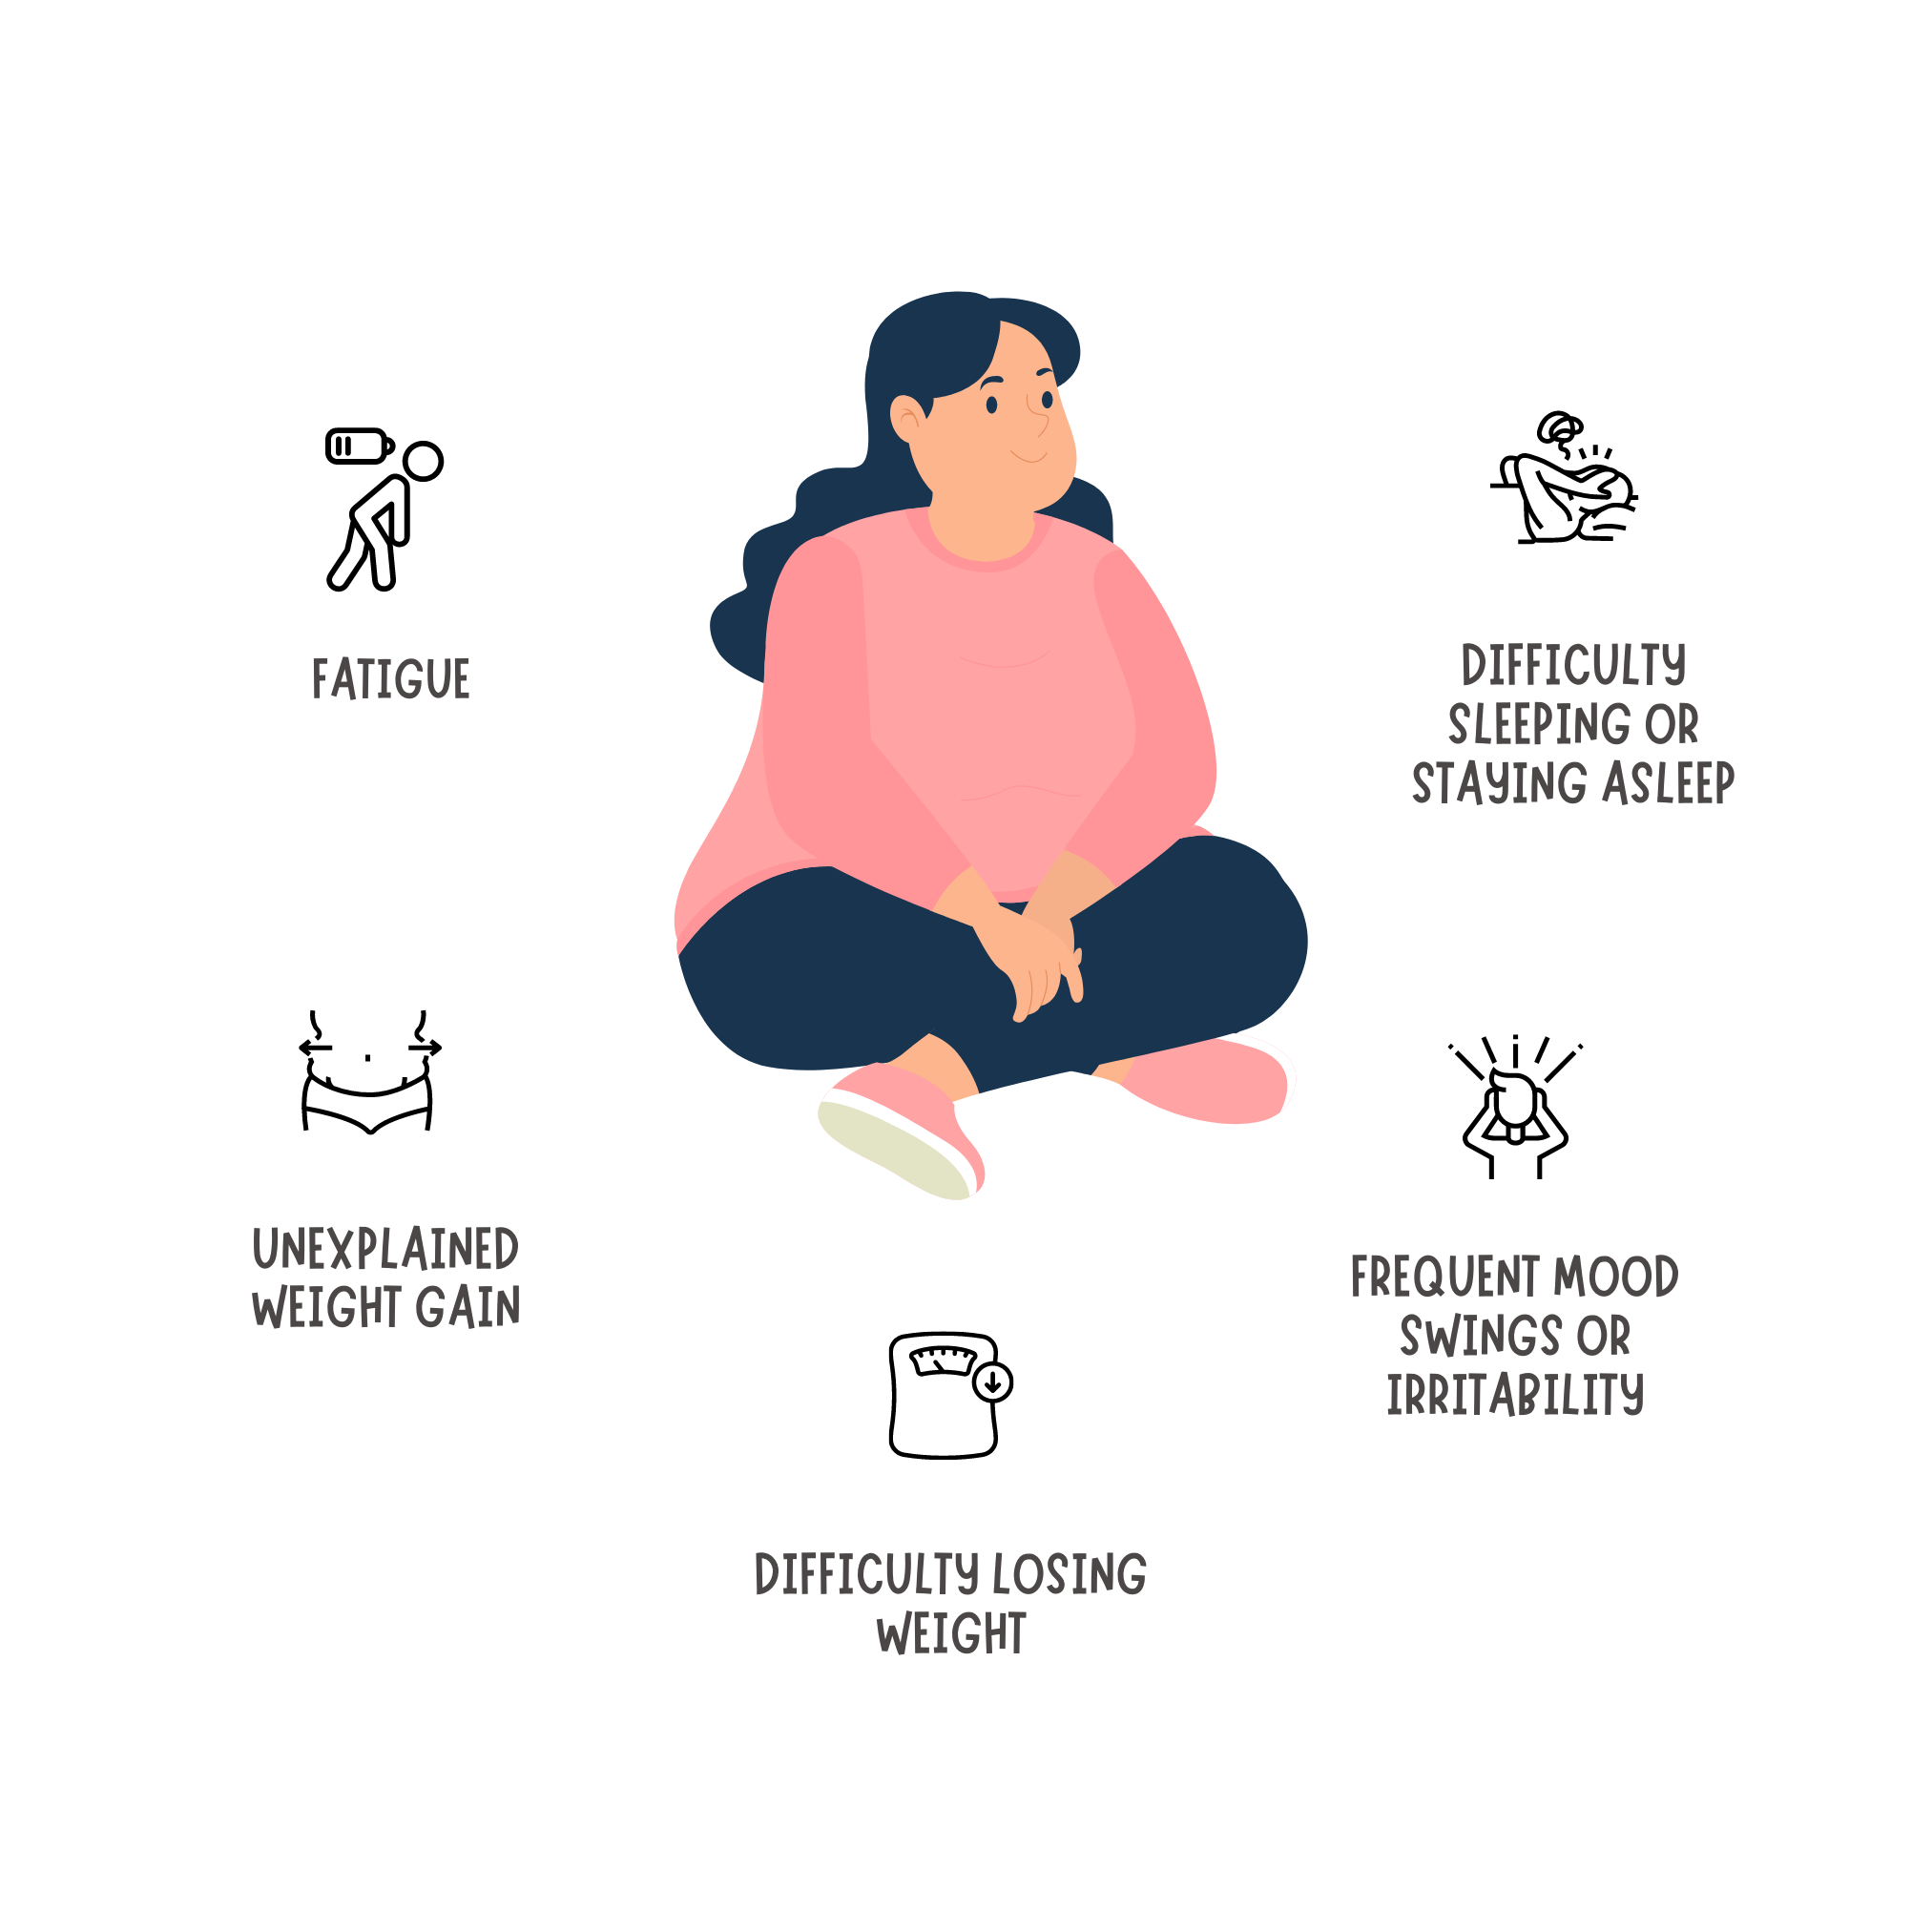 FATIGUE
DIFFICULTY
SLEEPING OR
STAYING ASLEEP
UNEXPLAINED
WEIGHT GAIN
FREQUENT MOOD
SWINGS OR
IRRITABILITY
DIFFICULTY LOSING
WEIGHT